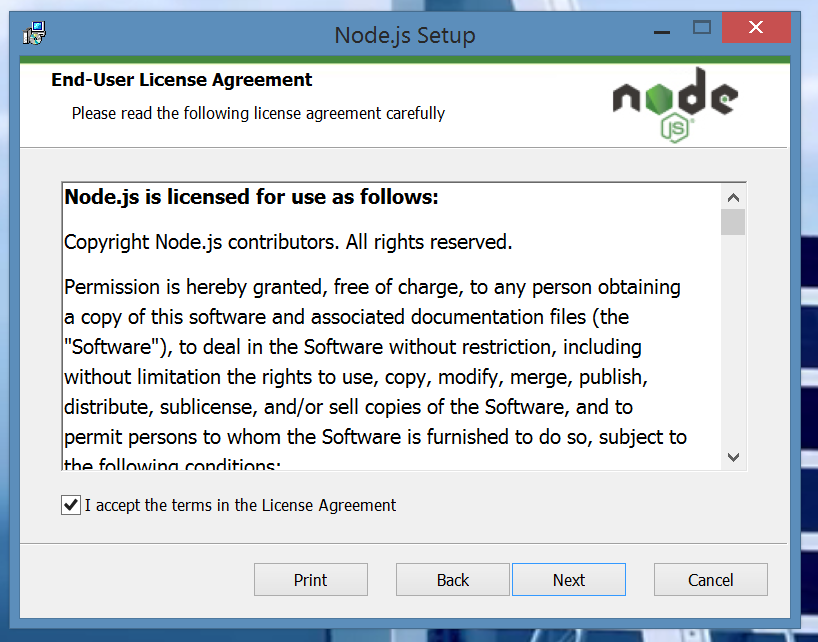 Node.js Setup
End-User License Agreement
Please read the following license agreement carefully
node
JS
Node.js is licensed for use as follows:
Copyright Node.js contributors. All rights reserved.
Permission is hereby granted, free of charge, to any person obtaining
a copy of this software and associated documentation files (the
"Software"), to deal in the Software without restriction, including
without limitation the rights to use, copy, modify, merge, publish,
distribute, sublicense, and/or sell copies of the Software, and to
permit persons to whom the Software is furnished to do so, subject to
the following conditions:
I accept the terms in the License Agreement
Print
Back
Next
Cancel